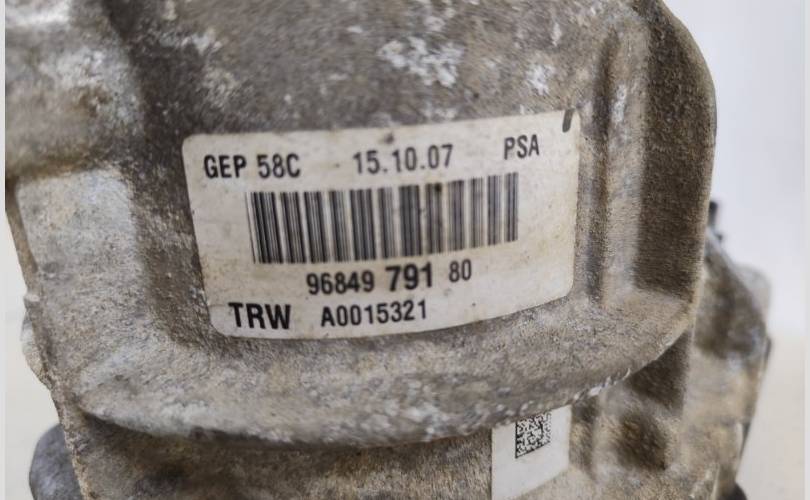 GEP 58C 15.10.07 PSA
96849 791 80
TRW A0015321